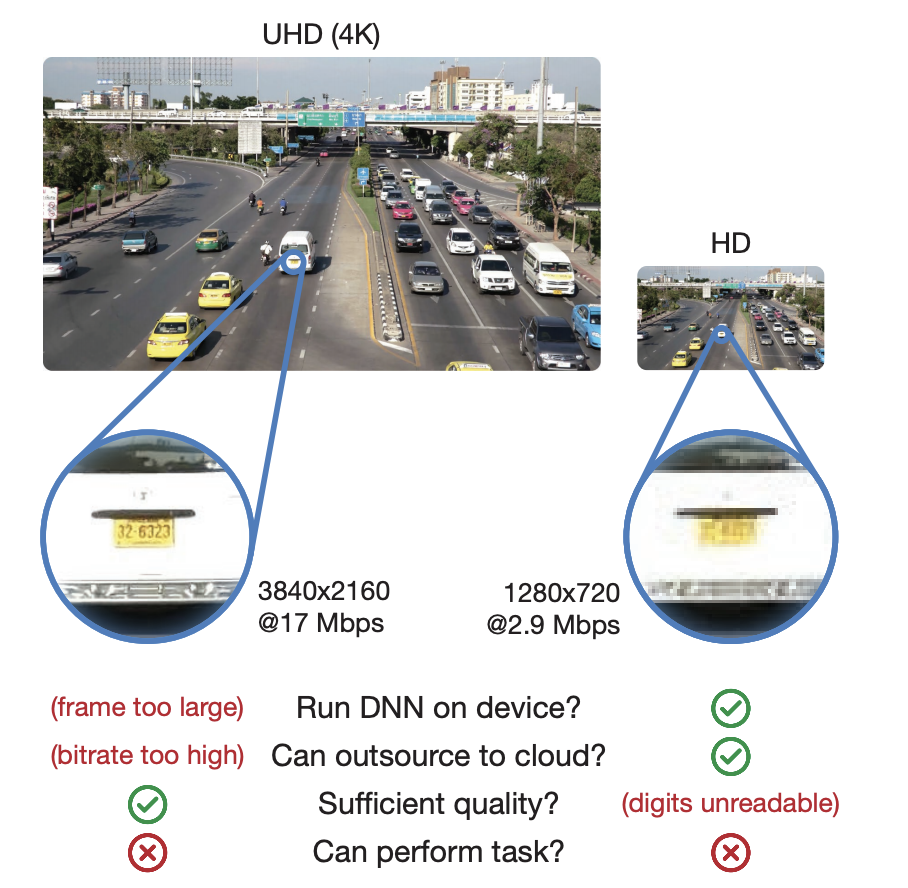 UHD (4K)
HD
32-6323
3840x2160
@17 Mbps
1280x720
@2.9 Mbps
(frame too large) Run DNN on device?
(bitrate too high) Can outsource to cloud?
Sufficient quality? (digits unreadable)
Can perform task?